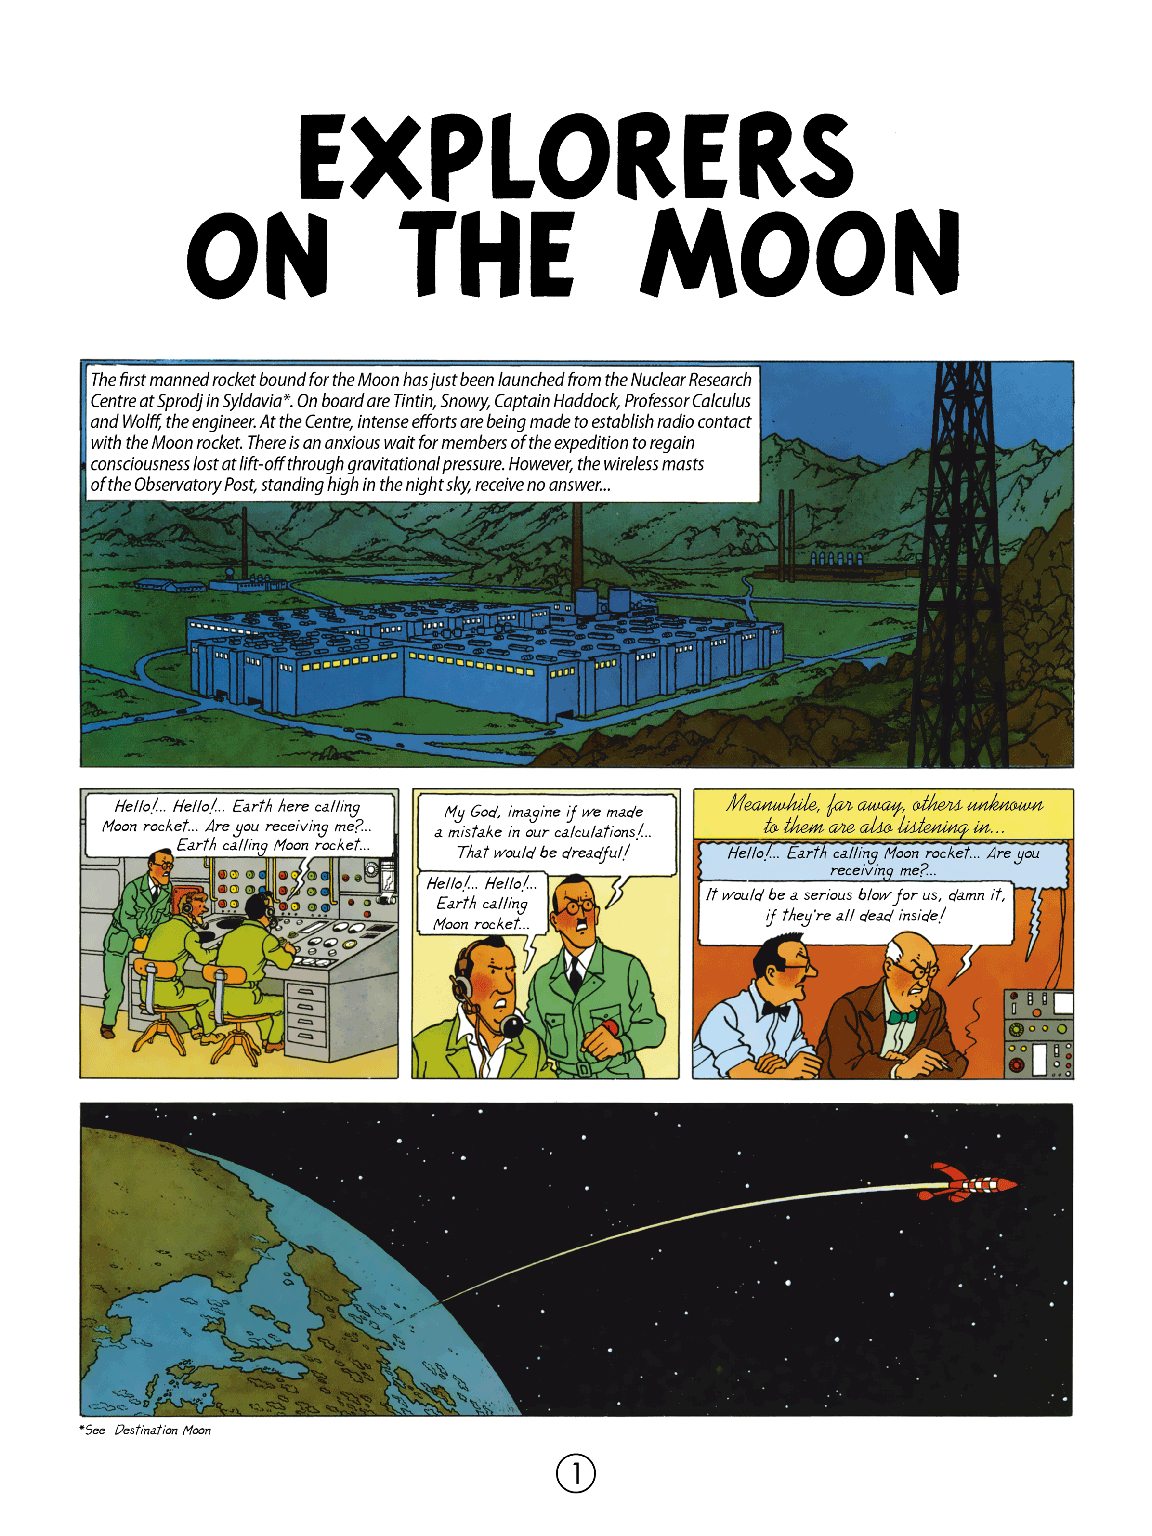 EXPLORERS
ON THE MOON
The first manned rocket bound for the Moon has just been launched from the Nuclear Research
Centre at Sprodj in Syldavia*. On board are Tintin, Snowy, Captain Haddock, Professor Calculus
and Wolff, the engineer. At the Centre, intense efforts are being made to establish radio contact
with the Moon rocket. There is an anxious wait for members of the expedition to regain
consciousness lost at lift-off through gravitational pressure. However, the wireless masts
of the Observatory Post, standing high in the night sky, receive no answer...
Hello!... Hello!... Earth here calling
Moon rocket... Are you receiving me?...
Earth calling Moon rocket...
My God, imagine if we made
a mistake in our calculations!...
That would be dreadful!
Hello!... Hello!...
Earth calling
Moon rocket...
Meanwhile, far away, others unknown
to them are also listening in...
Hello!... Earth calling Moon rocket... Are you
receiving me?...
It would be a serious blow for us, damn it,
if they're all dead inside!
*See Destination Moon
1